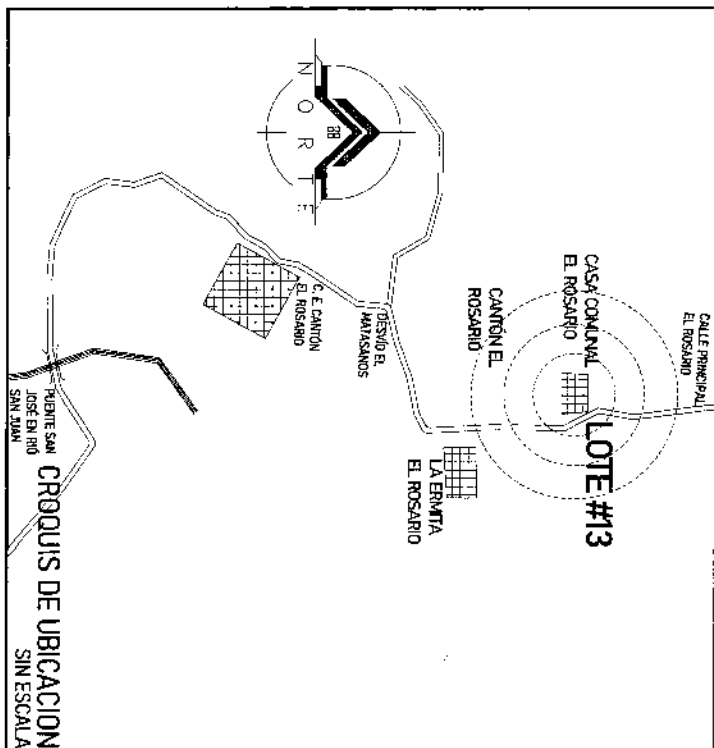 CALLE PRINCIPAL
EL ROSARIO
CASA COMUNAL
EL ROSARIO
LOTE #13
CANTÓN EL
ROSARIO
LA ERMITA
EL ROSARIO
DESVÍO EL
MATASANOS
NORTE
C. E. CANTÓN
EL ROSARIO
PUENTE SAN
JOSÉ EN RÍO
SAN JUAN
CROQUIS DE UBICACION
SIN ESCALA